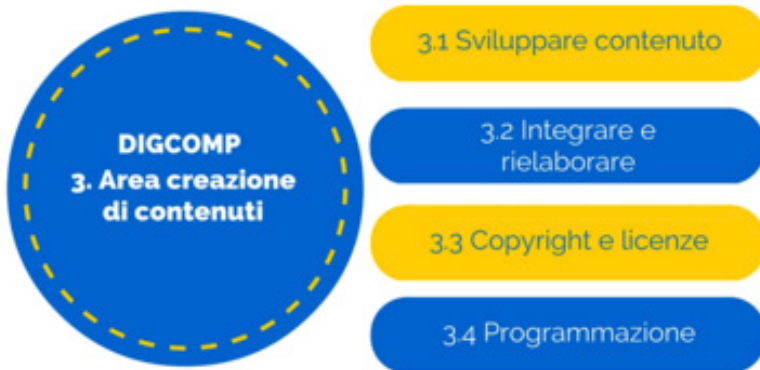 DIGCOMP
3. Area creazione
di contenuti
3.1 Sviluppare contenuto
3.2 Integrare e
rielaborare
3.3 Copyright e licenze
3.4 Programmazione